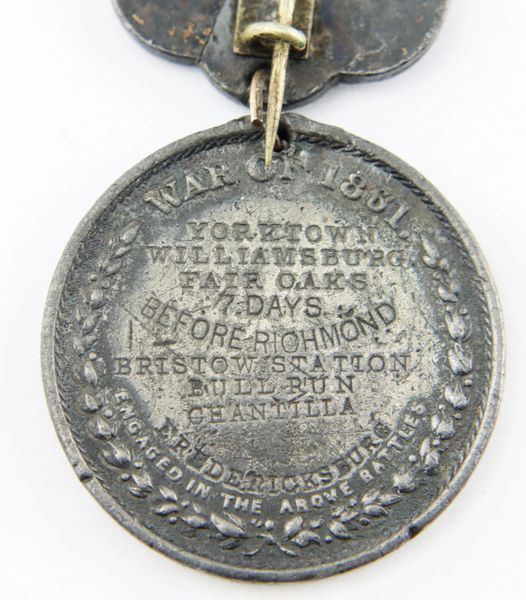 WAR OF 1861.
YORKTOWN
WILLIAMSBURG.
FAIR OAKS
7 DAYS
BEFORE RICHMOND
BRISTOW STATION
BULL RUN
CHANTILLA
FREDERICKSBURG
ENGAGED IN THE ABOVE BATTLES